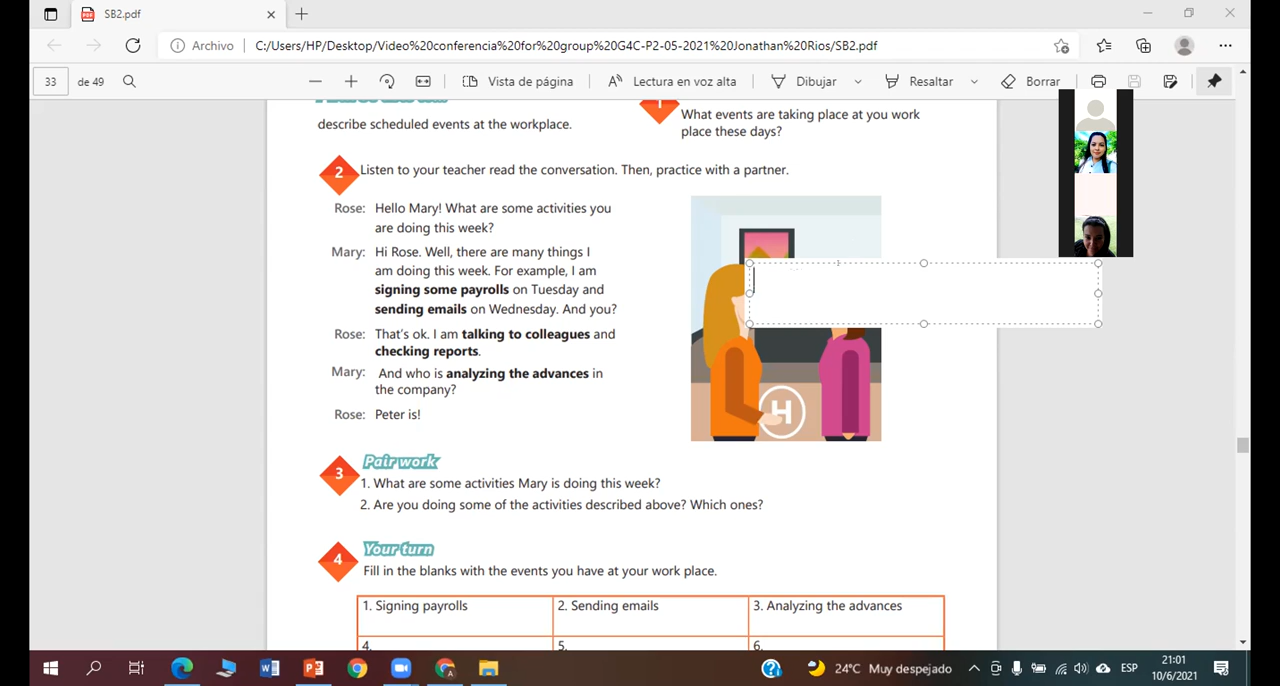 SB2.pdf
Archivo
C:/Users/HP/Desktop/Video%20conferencia%20for%20group%20G4C-P2-05-2021%20Jonathan%20Rios/SB2.pdf
33
de 49
Vista de página
Lectura en voz alta
Dibujar
Resaltar
Borrar
describe scheduled events at the workplace.
1
What events are taking place at you work
place these days?
2
Listen to your teacher read the conversation. Then, practice with a partner.
Rose: Hello Mary! What are some activities you
are doing this week?
Mary: Hi Rose. Well, there are many things I
am doing this week. For example, I am
signing some payrolls on Tuesday and
sending emails on Wednesday. And you?
Rose: That's ok. I am talking to colleagues and
checking reports.
Mary: And who is analyzing the advances in
the company?
Rose: Peter is!
H
3
Pair work
1. What are some activities Mary is doing this week?
2. Are you doing some of the activities described above? Which ones?
4
Your turn
Fill in the blanks with the events you have at your work place.
1. Signing payrolls
2. Sending emails
3. Analyzing the advances
4.
5.
6.
24°C Muy despejado
ESP
21:01
10/6/2021